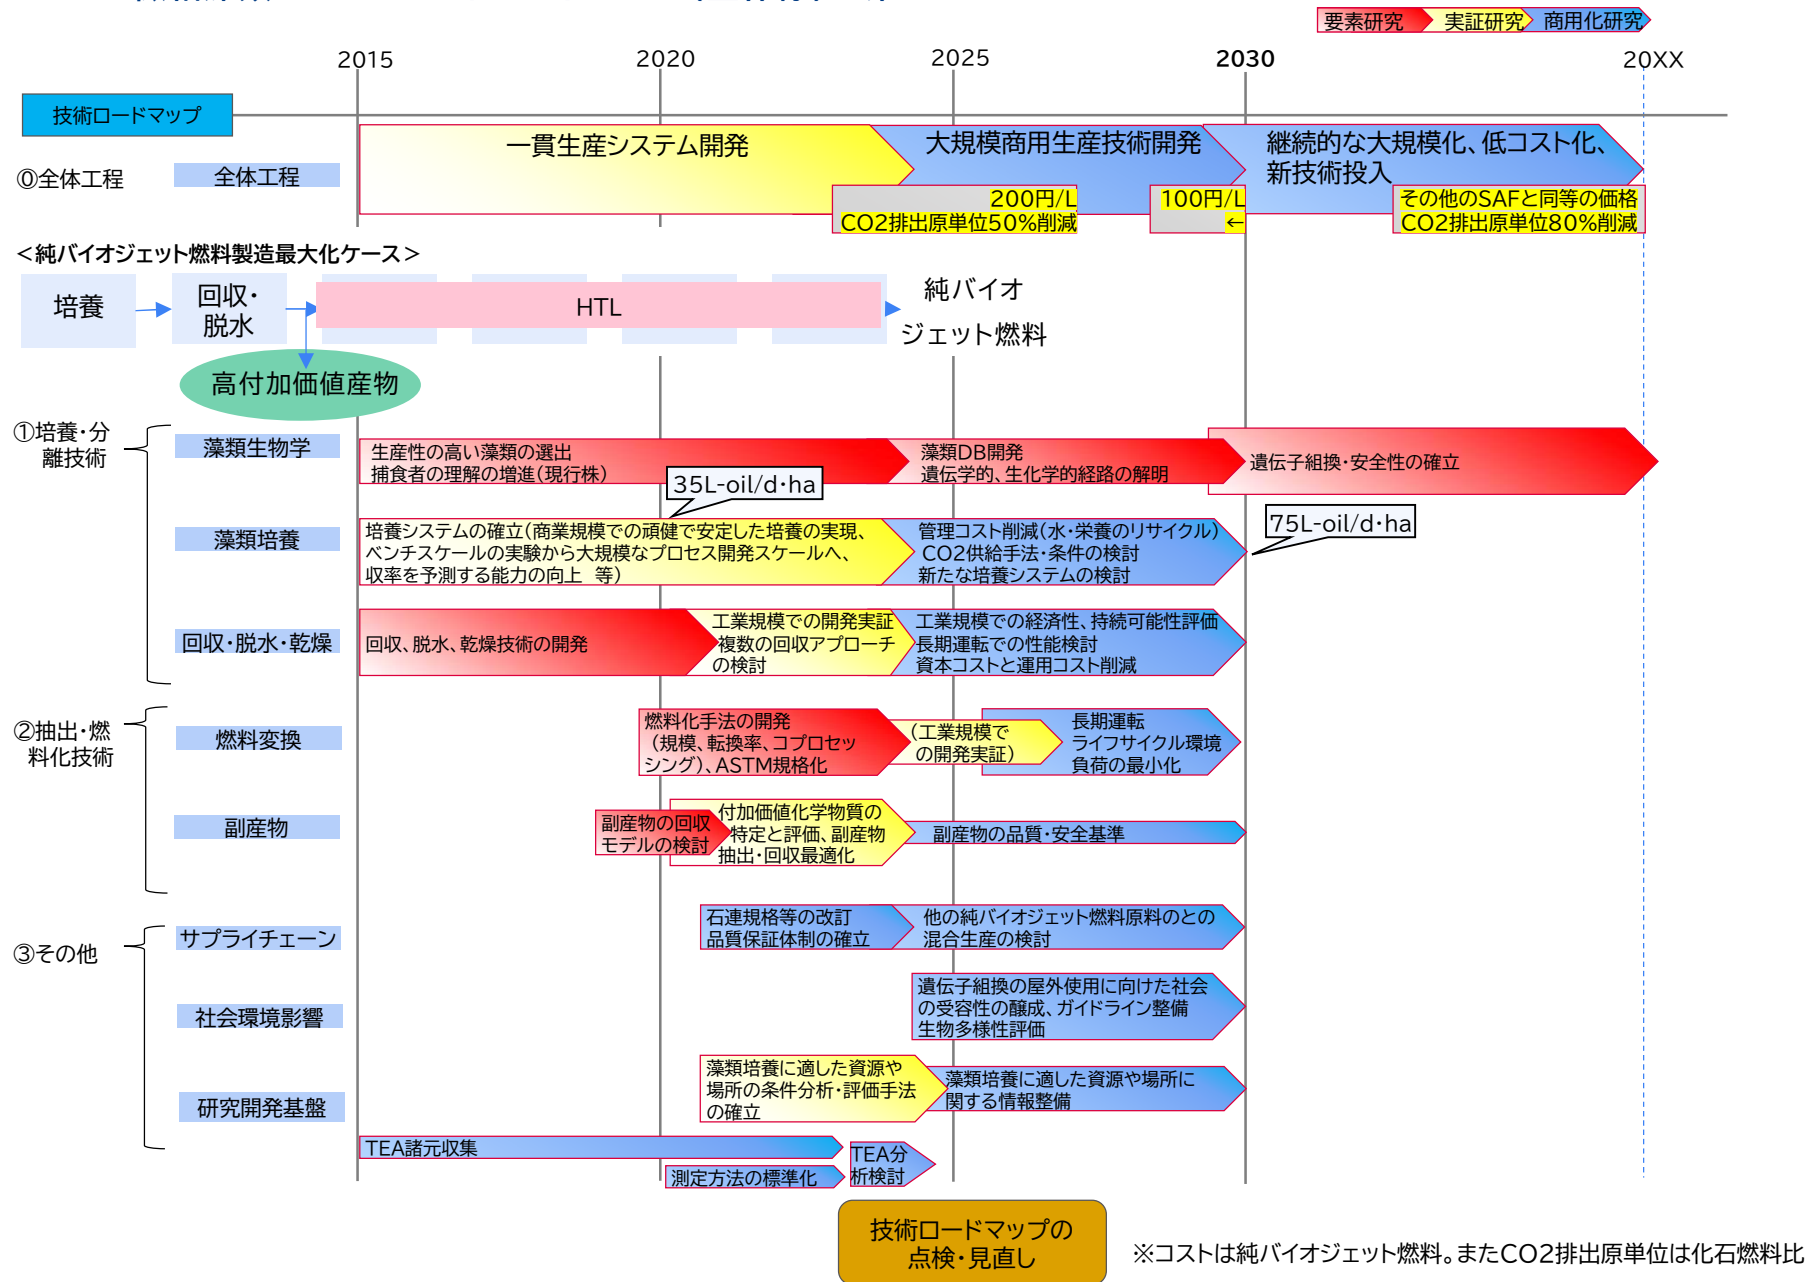 要素研究
実証研究
商用化研究
2015
2020
2025
2030
20XX
技術ロードマップ
⓪全体工程
全体工程
一貫生産システム開発
大規模商用生産技術開発
継続的な大規模化、低コスト化、
新技術投入
200円/L
CO2排出原単位50%削減
100円/L
←
その他のSAFと同等の価格
CO2排出原単位80%削減
<純バイオジェット燃料製造最大化ケース>
培養
回収・
脱水
HTL
純バイオ
ジェット燃料
高付加価値産物
①培養・分
離技術
藻類生物学
生産性の高い藻類の選出
捕食者の理解の増進(現行株)
藻類DB開発
遺伝学的、生化学的経路の解明
遺伝子組換・安全性の確立
35L-oil/d・ha
藻類培養
培養システムの確立(商業規模での頑健で安定した培養の実現、
ベンチスケールの実験から大規模なプロセス開発スケールへ、
収率を予測する能力の向上 等)
管理コスト削減(水・栄養のリサイクル)
CO2供給手法・条件の検討
新たな培養システムの検討
75L-oil/d・ha
回収・脱水・乾燥
回収、脱水、乾燥技術の開発
工業規模での開発実証
複数の回収アプローチ
の検討
工業規模での経済性、持続可能性評価
長期運転での性能検討
資本コストと運用コスト削減
②抽出・燃
料化技術
燃料変換
燃料化手法の開発
(規模、転換率、コプロセッ
シング)、ASTM規格化
(工業規模で
の開発実証)
長期運転
ライフサイクル環境
負荷の最小化
副産物
副産物の回収
モデルの検討
付加価値化学物質の
特定と評価、副産物
抽出・回収最適化
副産物の品質・安全基準
③その他
サプライチェーン
石連規格等の改訂
品質保証体制の確立
他の純バイオジェット燃料原料のとの
混合生産の検討
社会環境影響
遺伝子組換の屋外使用に向けた社会
の受容性の醸成、ガイドライン整備
生物多様性評価
研究開発基盤
藻類培養に適した資源や
場所の条件分析・評価手法
の確立
藻類培養に適した資源や場所に
関する情報整備
TEA諸元収集
測定方法の標準化
TEA分
析検討
技術ロードマップの
点検・見直し
※コストは純バイオジェット燃料。またCO2排出原単位は化石燃料比